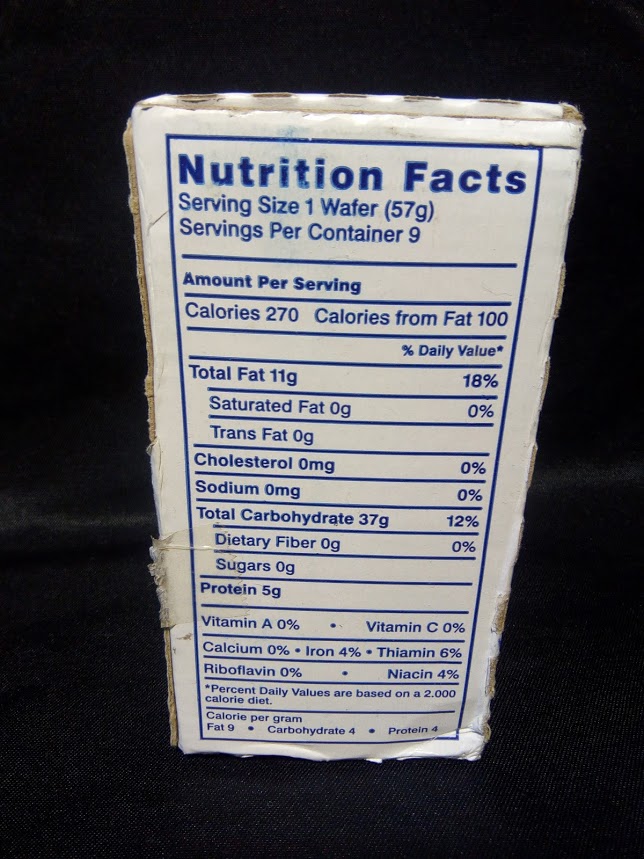 Nutrition Facts
Serving Size 1 Wafer (57g)
Servings Per Container 9
Amount Per Serving
Calories 270 Calories from Fat 100
% Daily Value*
Total Fat 11g 18%
Saturated Fat 0g 0%
Trans Fat 0g
Cholesterol 0mg 0%
Sodium 0mg 0%
Total Carbohydrate 37g 12%
Dietary Fiber 0g 0%
Sugars 0g
Protein 5g
Vitamin A 0% • Vitamin C 0%
Calcium 0% • Iron 4% • Thiamin 6%
Riboflavin 0% • Niacin 4%
*Percent Daily Values are based on a 2.000
calorie diet.
Calorie per gram
Fat 9 • Carbohydrate 4 • Protein 4